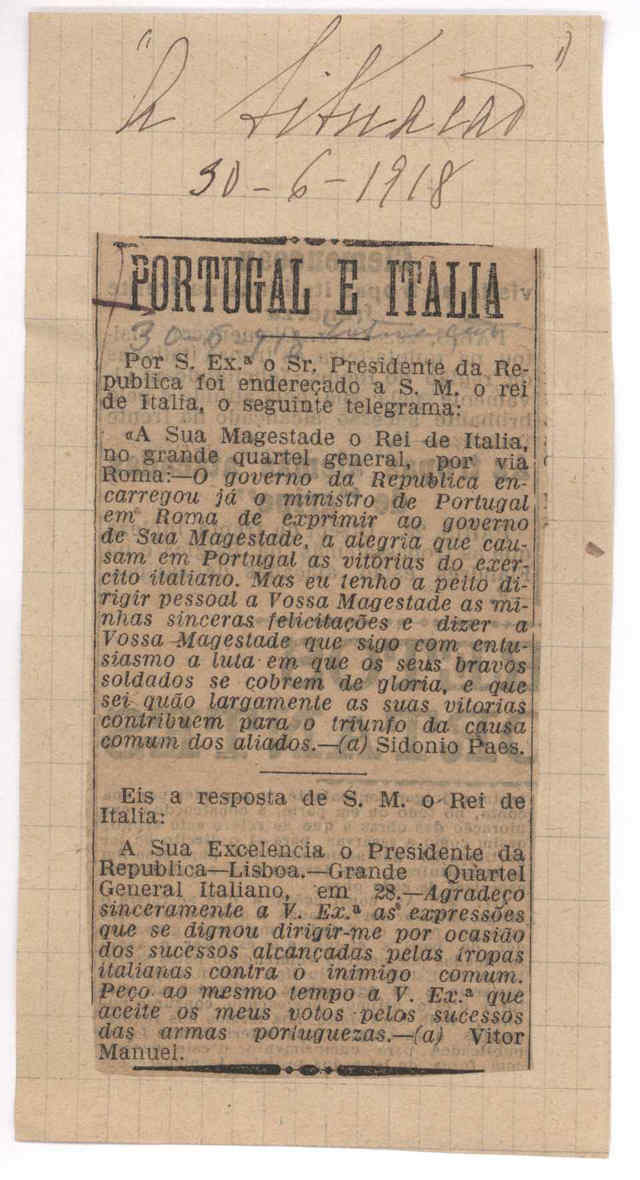 "A Situação"
30-6-1918
PORTUGAL E ITALIA
30-6-918 Situação
Por S. Ex.ª o Sr. Presidente da Re-
publica foi endereçado a S. M. o rei
de Italia, o seguinte telegrama:
«A Sua Magestade o Rei de Italia,
no grande quartel general, por via
Roma:—O governo da Republica en-
carregou já o ministro de Portugal
em Roma de exprimir ao governo
de Sua Magestade, a alegria que cau-
sam em Portugal as vitorias do exer-
cito italiano. Mas eu tenho a peito di-
rigir pessoal a Vossa Magestade as mi-
nhas sinceras felicitações e dizer a
Vossa Magestade que sigo com entu-
siasmo a luta em que os seus bravos
soldados se cobrem de gloria, e que
sei quão largamente as suas vitorias
contribuem para o triunfo da causa
comum dos aliados.—(a) Sidonio Paes.
Eis a resposta de S. M. o Rei de
Italia:
A Sua Excelencia o Presidente da
Republica—Lisboa.—Grande Quartel
General Italiano, em 28.—Agradeço
sinceramente a V. Ex.ª as expressões
que se dignou dirigir-me por ocasião
dos sucessos alcançadas pelas tropas
italianas contra o inimigo comum.
Peço ao mesmo tempo a V. Ex.ª que
aceite os meus votos pelos sucessos
das armas portuguezas.—(a) Vitor
Manuel.